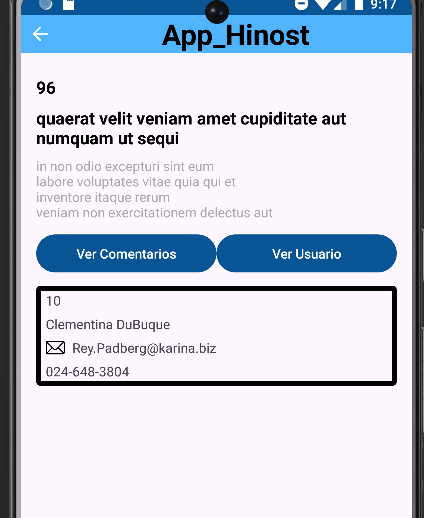 9:17
App_Hinost
96
quaerat velit veniam amet cupiditate aut
numquam ut sequi
in non odio excepturi sint eum
labore voluptates vitae quia qui et
inventore itaque rerum
veniam non exercitationem delectus aut
Ver Comentarios
Ver Usuario
10
Clementina DuBuque
Rey.Padberg@karina.biz
024-648-3804